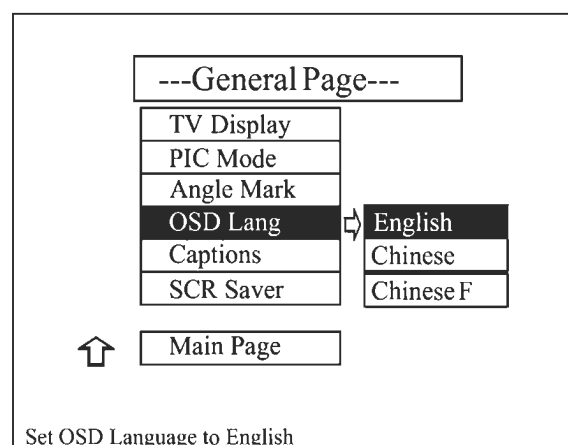 ---General Page---
TV Display
PIC Mode
Angle Mark
OSD Lang
English
Captions
Chinese
SCR Saver
Chinese F
Main Page
Set OSD Language to English